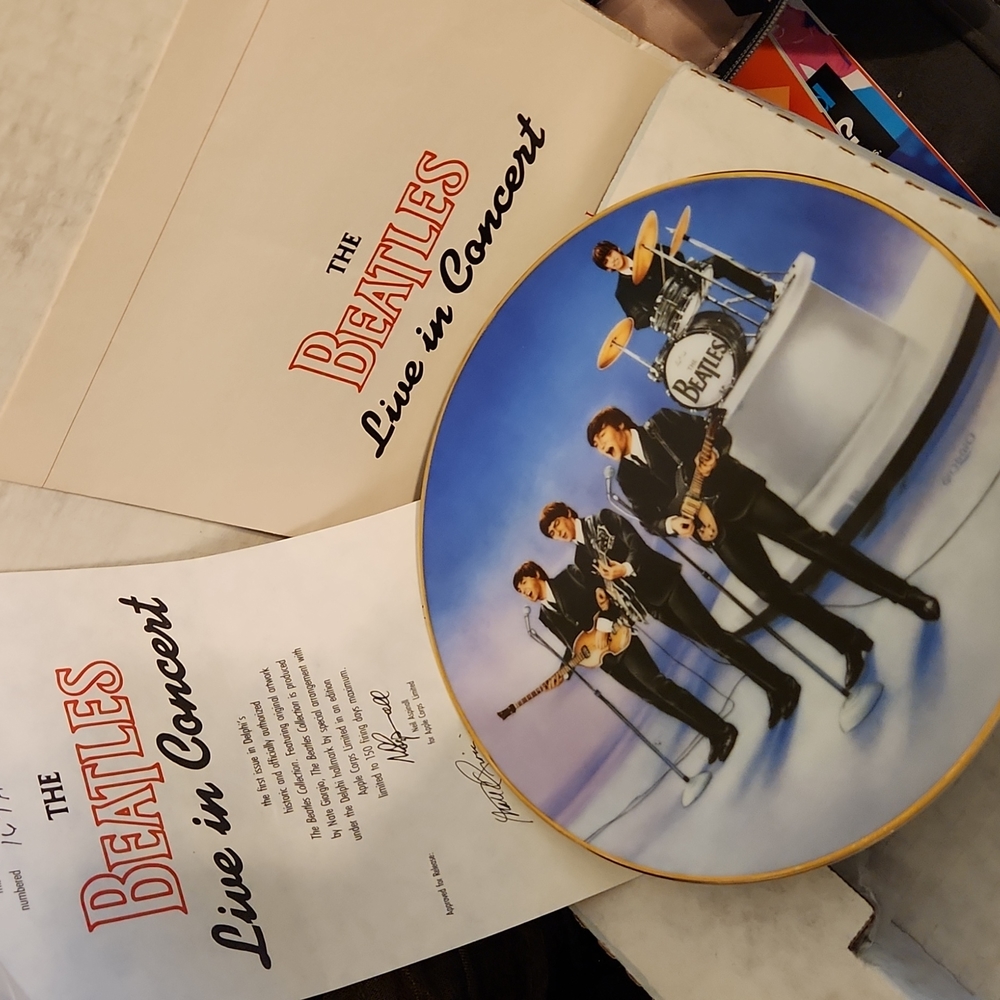 THE
BEATLES
Live in Concert
THE
BEATLES
Live in Concert
numbered
the first issue in Delphi's
historic and officially authorized
Beatles Collection. Featuring original artwork
by Nate Giorgio, The Beatles Collection is produced
under the Delphi hallmark by special arrangement with
Apple Corps Limited in an edition
limited to 150 firing days maximum.
Neil Aspinall
for Apple Corps. Limited
Approved for Release:
THE
BEATLES
GIORGIO